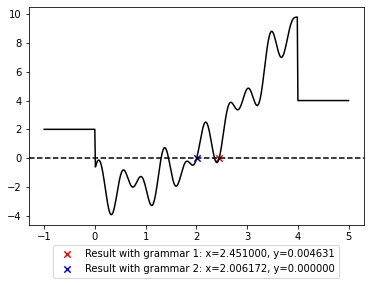 10
8
6
4
2
0
−2
−4
−1 0 1 2 3 4 5
Result with grammar 1: x=2.451000, y=0.004631
Result with grammar 2: x=2.006172, y=0.000000